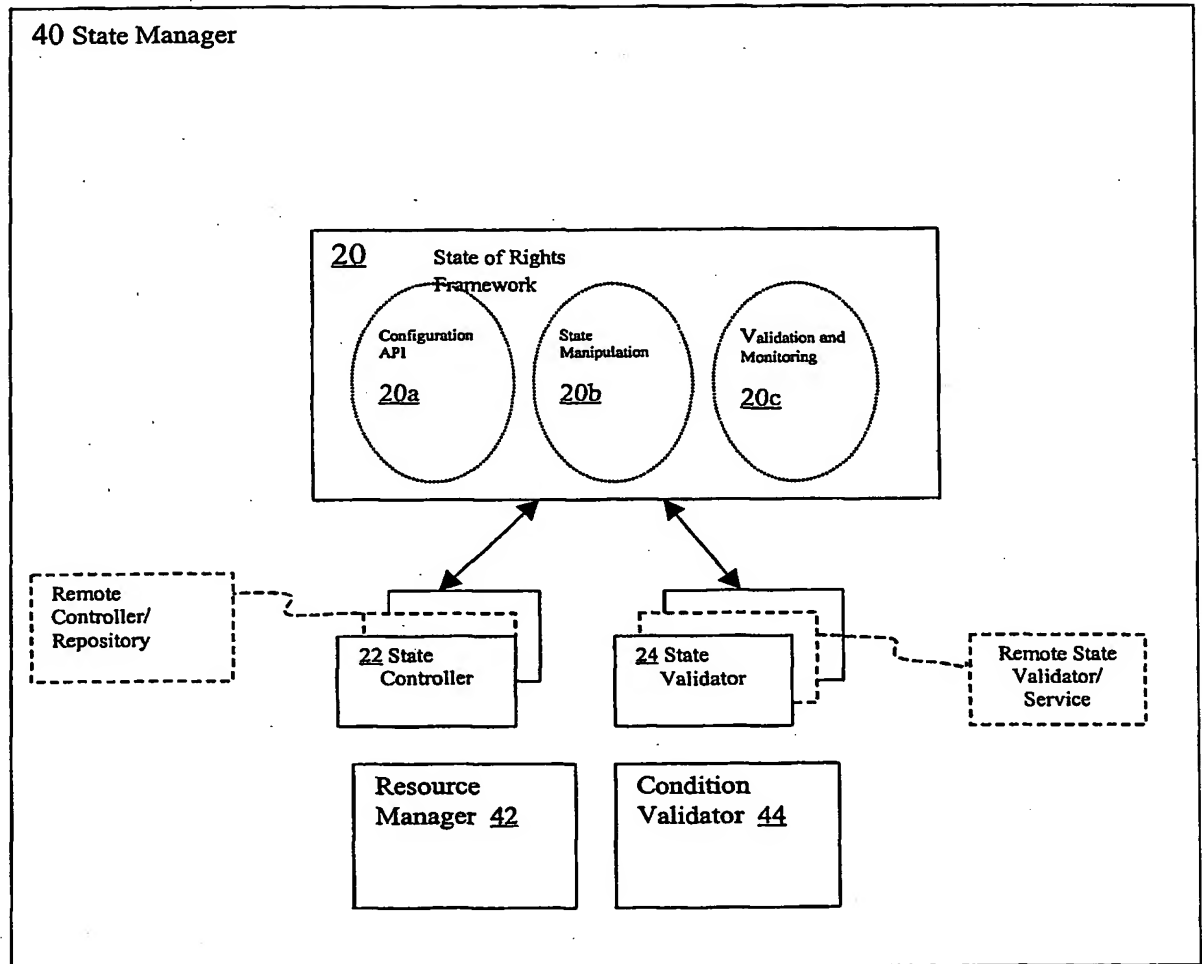 40 State Manager
20 State of Rights
Framework
Configuration
API
20a
State
Manipulation
20b
Validation and
Monitoring
20c
Remote
Controller/
Repository
22 State
Controller
24 State
Validator
Remote State
Validator/
Service
Resource
Manager 42
Condition
Validator 44